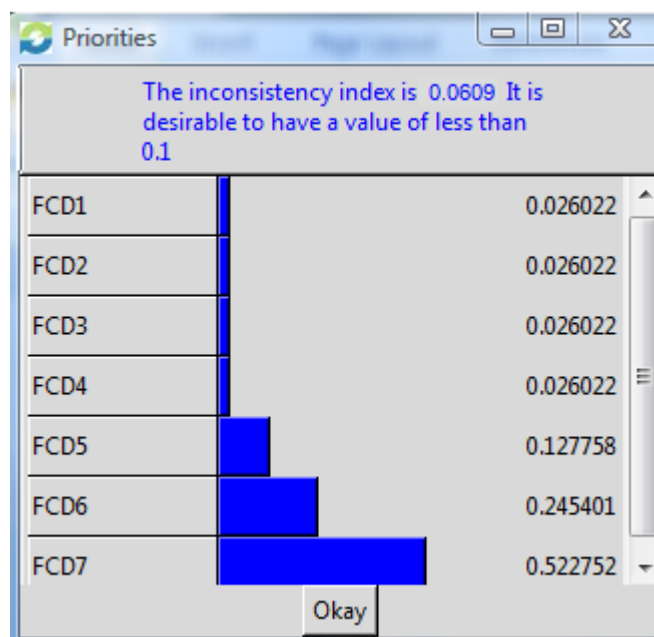 Priorities
The inconsistency index is 0.0609 It is
desirable to have a value of less than
0.1
FCD1 0.026022
FCD2 0.026022
FCD3 0.026022
FCD4 0.026022
FCD5 0.127758
FCD6 0.245401
FCD7 0.522752
Okay